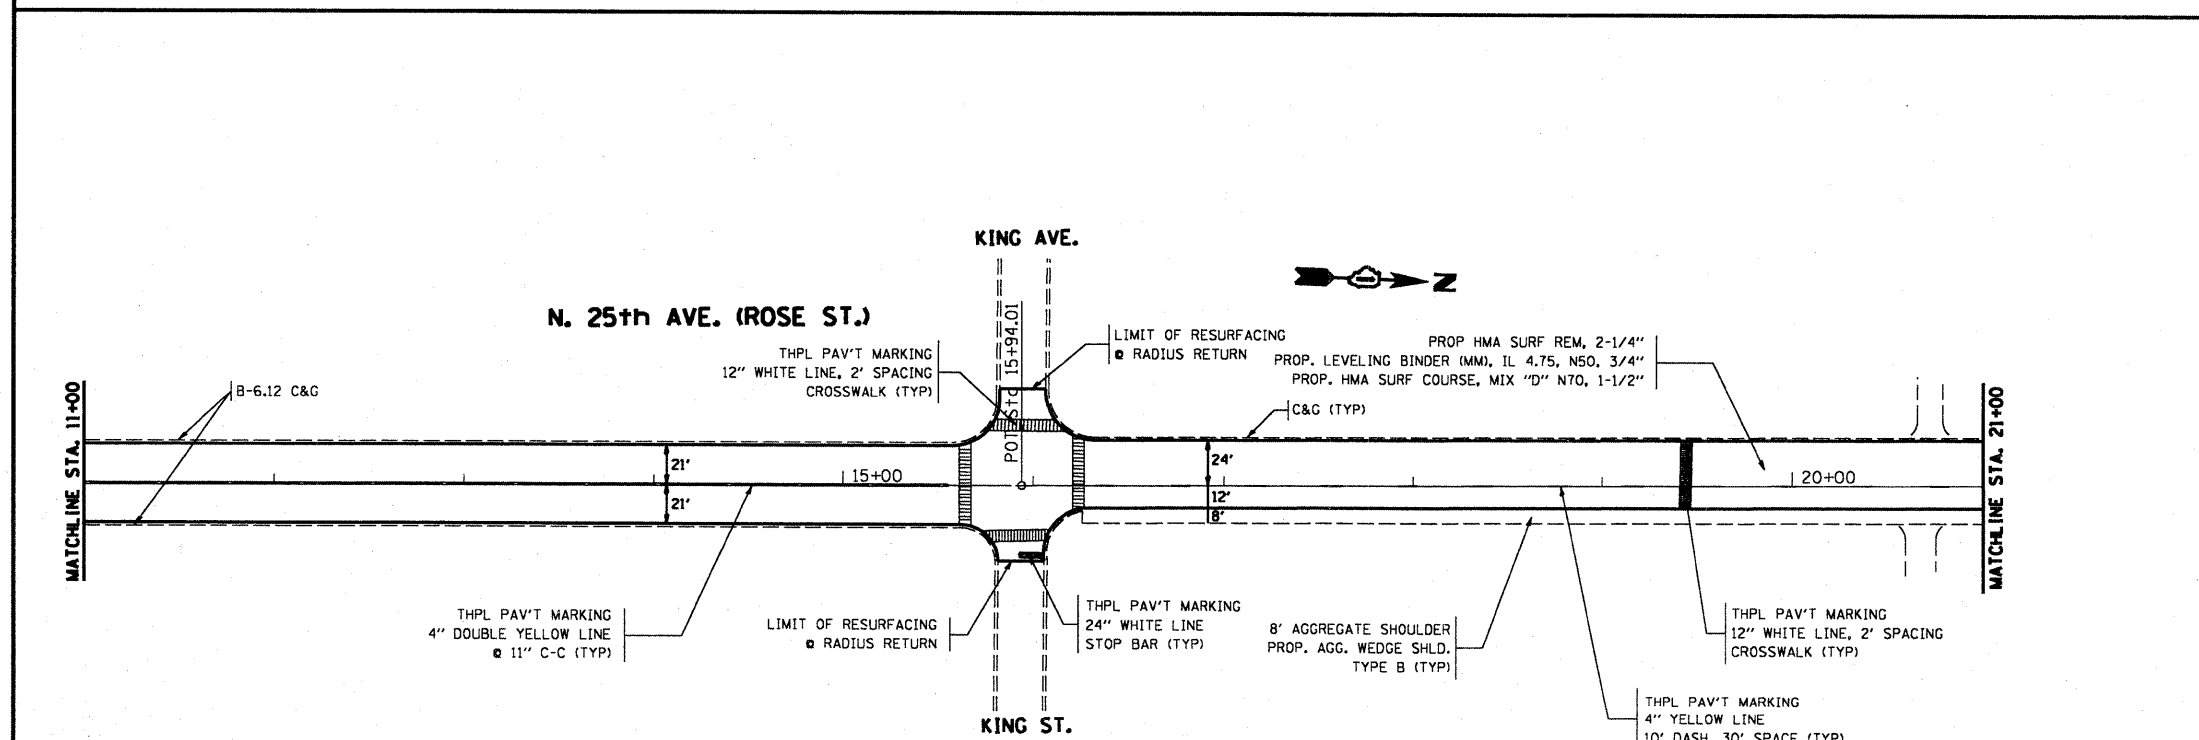 KING AVE.
N
N. 25th AVE. (ROSE ST.)
POT Sta 15+94.01
LIMIT OF RESURFACING
@ RADIUS RETURN
PROP HMA SURF REM, 2-1/4"
PROP. LEVELING BINDER (MM), IL 4.75, N50, 3/4"
PROP. HMA SURF COURSE, MIX "D" N70, 1-1/2"
THPL PAV'T MARKING
12" WHITE LINE, 2' SPACING
CROSSWALK (TYP)
MATCHLINE STA. 11+00
B-6.12 C&G
C&G (TYP)
MATCHLINE STA. 21+00
21'
24'
15+00
20+00
21'
12'
8'
THPL PAV'T MARKING
4" DOUBLE YELLOW LINE
@ 11" C-C (TYP)
LIMIT OF RESURFACING
@ RADIUS RETURN
THPL PAV'T MARKING
24" WHITE LINE
STOP BAR (TYP)
8' AGGREGATE SHOULDER
PROP. AGG. WEDGE SHLD.
TYPE B (TYP)
THPL PAV'T MARKING
12" WHITE LINE, 2' SPACING
CROSSWALK (TYP)
KING ST.
THPL PAV'T MARKING
4" YELLOW LINE
10' DASH, 30' SPACE (TYP)